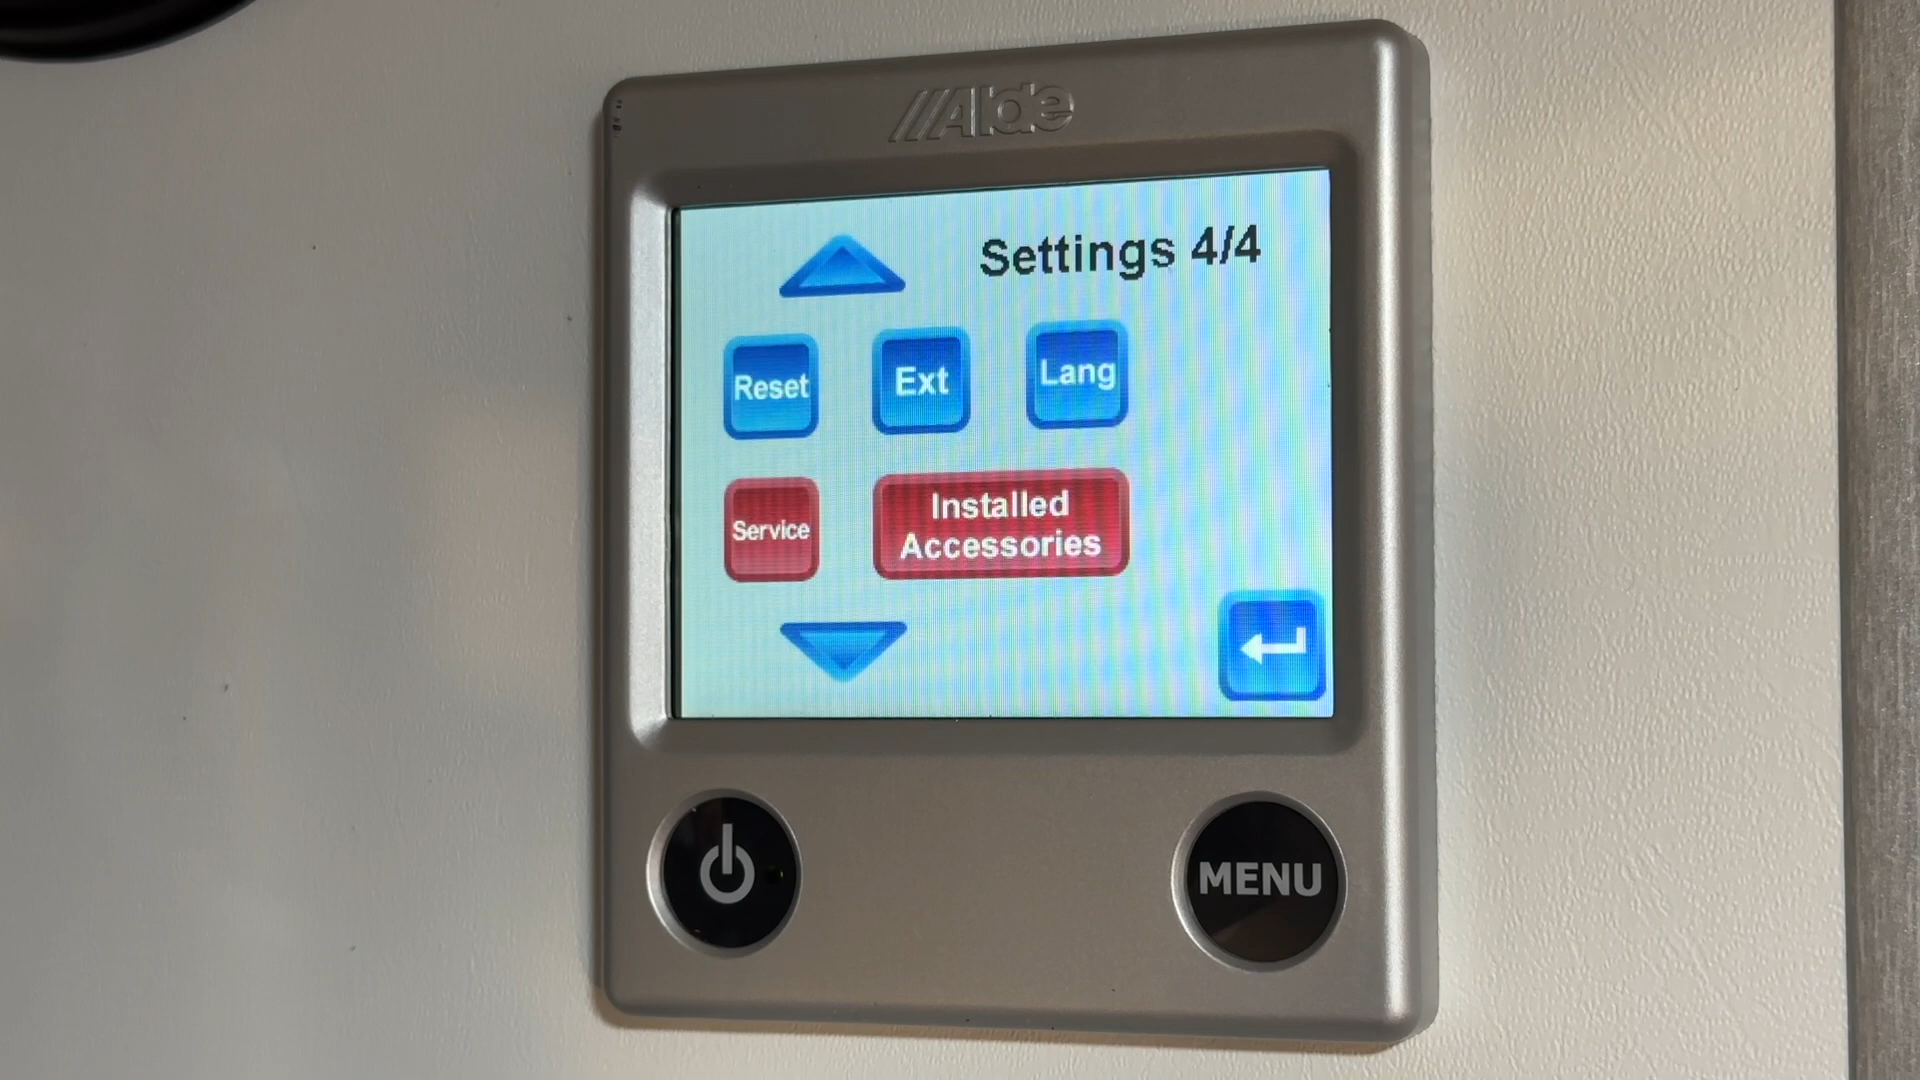 Alde
Settings 4/4
Reset
Ext
Lang
Service
Installed
Accessories
MENU